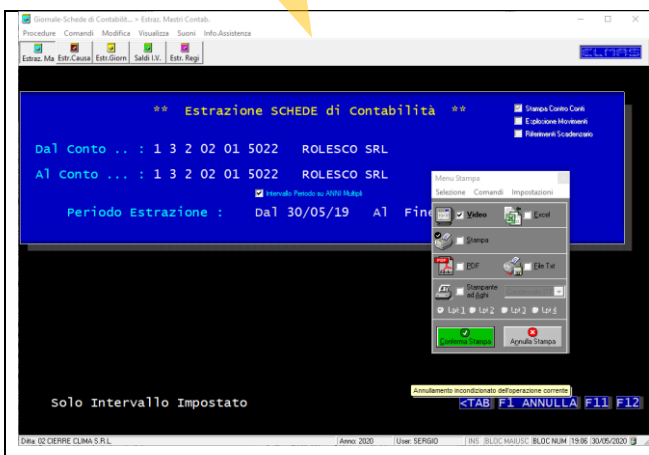 Giornale-Schede di Contabilit... > Estraz. Mastri Contab.
Procedure Comandi Modifica Visualizza Suoni Info.Assistenza
Estraz. Ma Estr.Causa Estr.Giorn Saldi I.V. Estr. Regi
** Estrazione SCHEDE di Contabilità **
Stampa Contro Conti
Esplosione Movimenti
Riferimenti Scadenzario
Dal Conto .. : 1 3 2 02 01 5022 ROLESCO SRL
Al Conto ... : 1 3 2 02 01 5022 ROLESCO SRL
Intervallo Periodo su ANNI Multipli
Periodo Estrazione : Dal 30/05/19 Al Fine
Menu Stampa
Selezione Comandi Impostazioni
Video Excel
Stampa
PDF File Txt
Stampante ad Aghi
Lpt 1 Lpt 2 Lpt 3 Lpt 4
Conferma Stampa Annulla Stampa
Annullamento incondizionato dell'operazione corrente
Solo Intervallo Impostato
<TAB F1 ANNULLA F11 F12
Ditta: 02 CIERRE CLIMA S.R.L. Anno: 2020 User: SERGIO INS BLOC MAIUSC BLOC NUM 19:06 30/05/2020